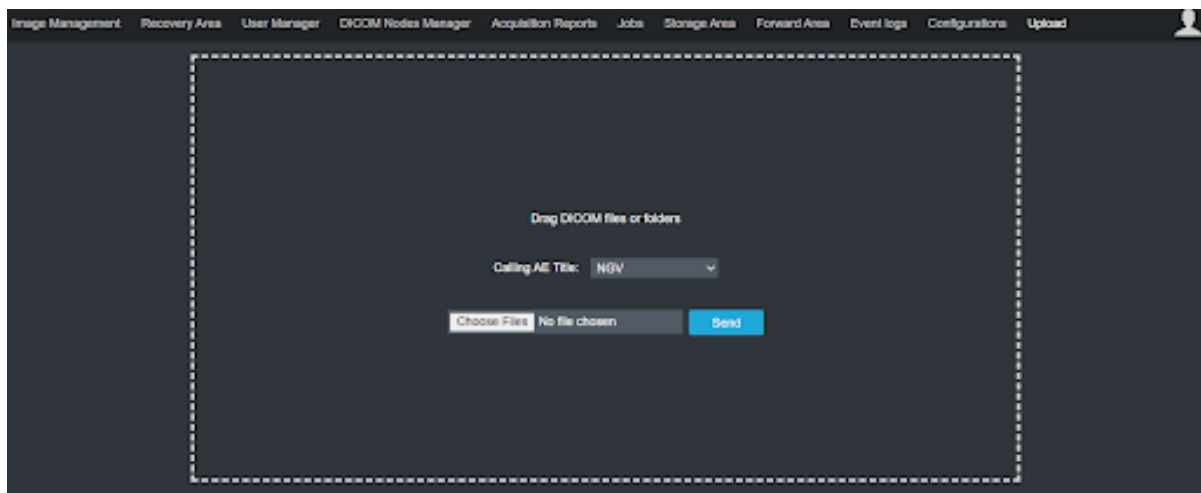 Image Management Recovery Area User Manager DICOM Nodes Manager Acquisition Reports Jobs Storage Area Forward Area Event logs Configurations Upload
Drag DICOM files or folders
Calling AE Title: NGV
Choose Files No file chosen Send